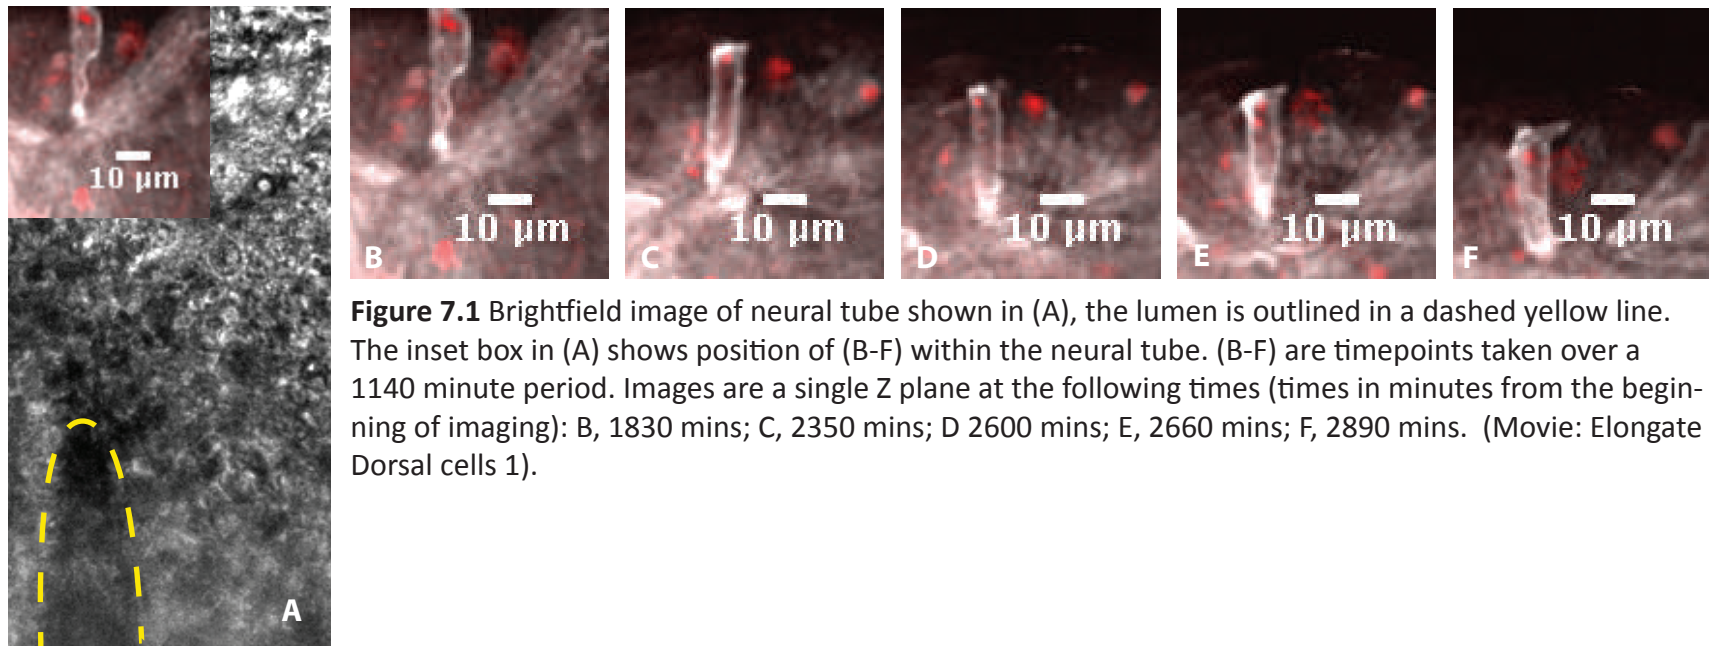 10 µm
A
B
10 µm
C
10 µm
D
10 µm
E
10 µm
F
10 µm
Figure 7.1 Brightfield image of neural tube shown in (A), the lumen is outlined in a dashed yellow line.
The inset box in (A) shows position of (B-F) within the neural tube. (B-F) are timepoints taken over a
1140 minute period. Images are a single Z plane at the following times (times in minutes from the begin-
ning of imaging): B, 1830 mins; C, 2350 mins; D 2600 mins; E, 2660 mins; F, 2890 mins. (Movie: Elongate
Dorsal cells 1).